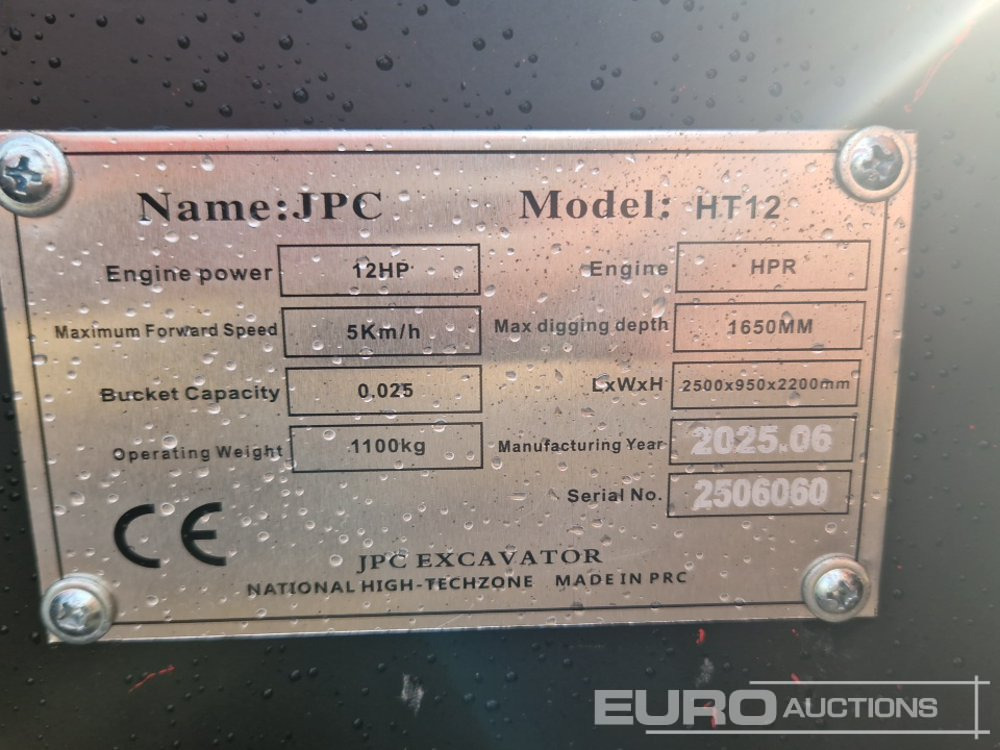 Name:JPC Model: HT12
Engine power 12HP Engine HPR
Maximum Forward Speed 5Km/h Max digging depth 1650MM
Bucket Capacity 0.025 LxWxH 2500x950x2200mm
Operating Weight 1100kg Manufacturing Year 2025.06
Serial No. 2506060
CE
JPC EXCAVATOR
NATIONAL HIGH-TECHZONE MADE IN PRC
EURO AUCTIONS